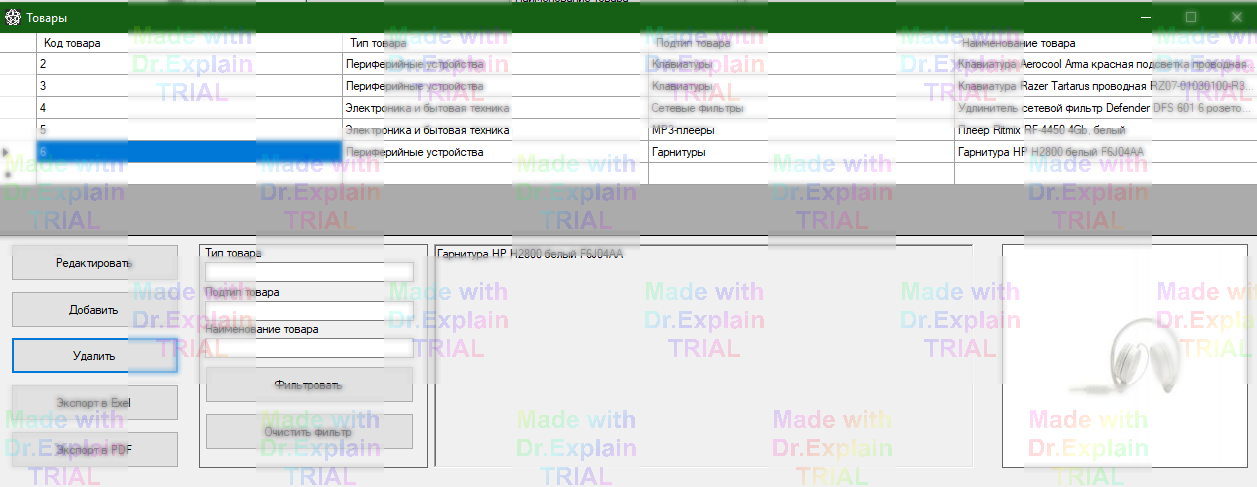 Товары
Код товара Тип товара Подтип товара Наименование товара
2 Периферийные устройства Клавиатуры Клавиатура Aerocool Arma красная подсветка проводная...
3 Периферийные устройства Клавиатуры Клавиатура Razer Tartarus проводная RZ07-01030100-R3...
4 Электроника и бытовая техника Сетевые Фильтры Удлинитель сетевой фильтр Defender DFS 601 6 розето...
5 Электроника и бытовая техника MP3-плееры Плеер Ritmix RF-4450 4Gb, белый
6 Периферийные устройства Гарнитуры Гарнитура HP H2800 белый F6J04AA
Редактировать
Добавить
Удалить
Экспорт в Exel
Экспорт в PDF
Тип товара
Подтип товара
Наименование товара
Фильтровать
Очистить фильтр
Гарнитура HP H2800 белый F6J04AA
Made with Dr.Explain TRIAL